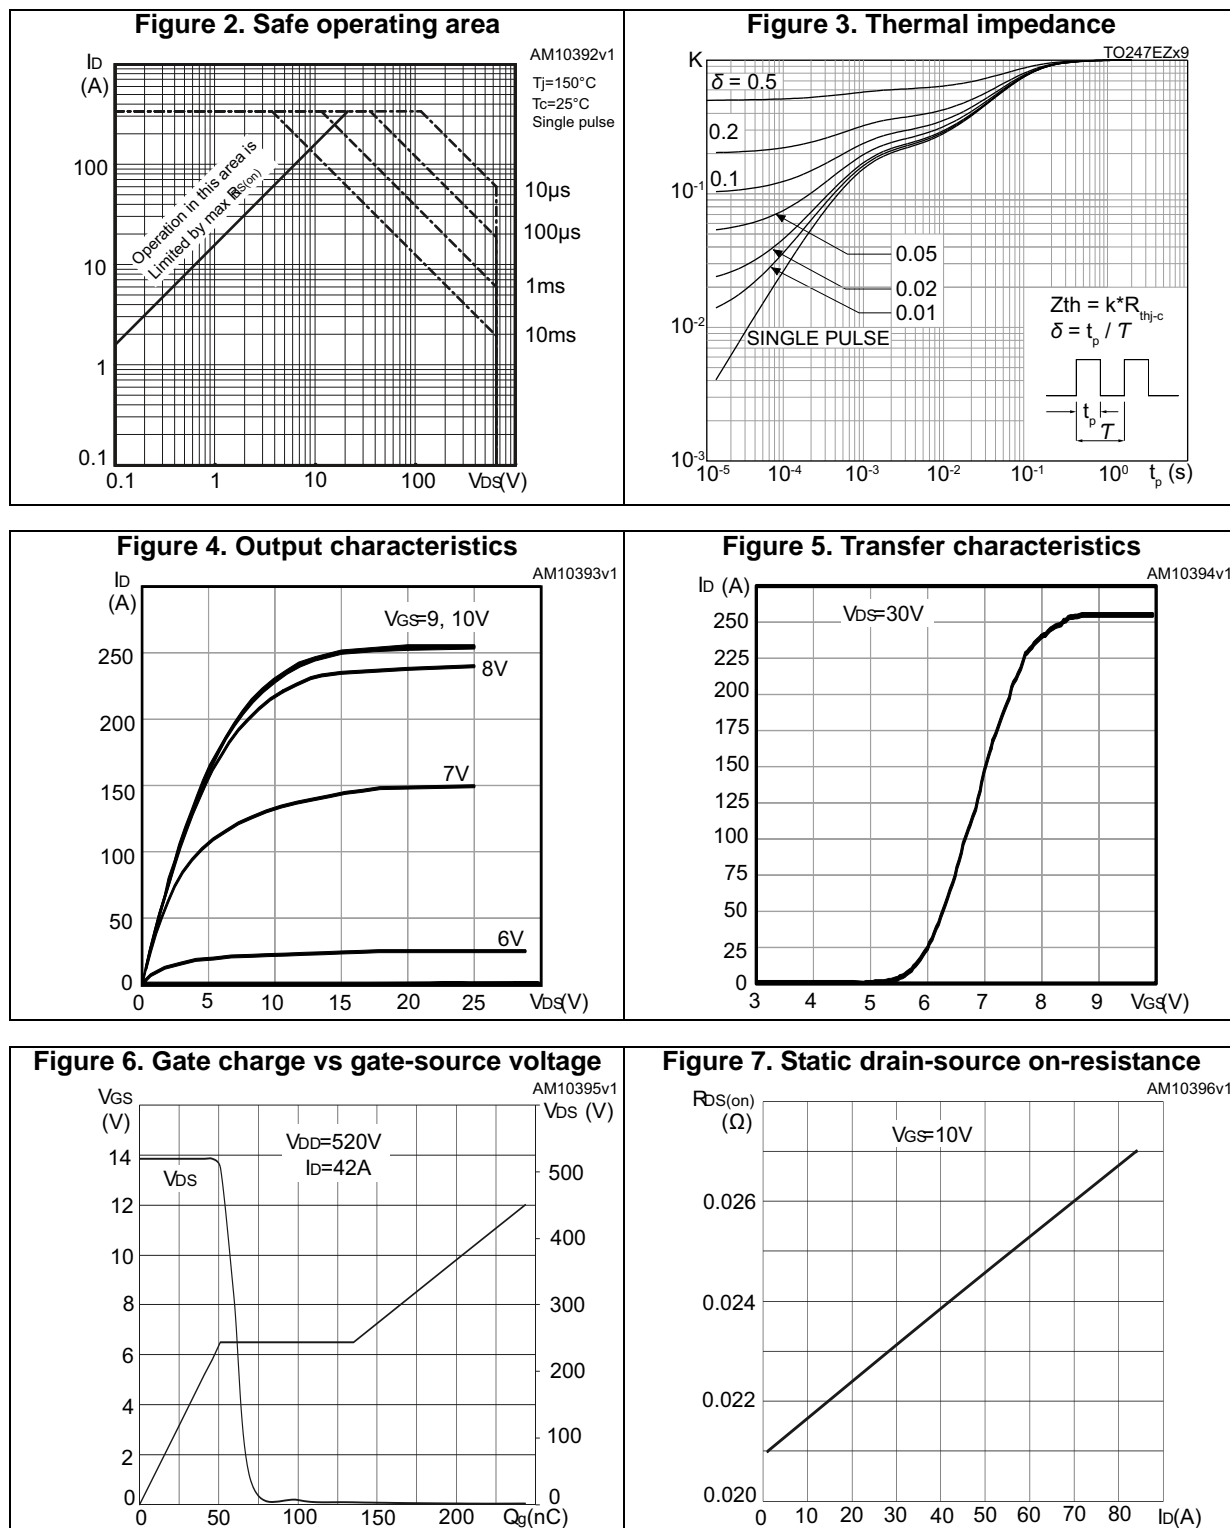 Figure 2. Safe operating area
AM10392v1
ID
(A)
Tj=150°C
Tc=25°C
Single pulse
100
10
1
0.1
Operation in this area is
Limited by max RDS(on)
10µs
100µs
1ms
10ms
0.1 1 10 100 VDS(V)
Figure 3. Thermal impedance
TO247EZx9
K
δ = 0.5
0.2
0.1
10-1
0.05
0.02
0.01
10-2
SINGLE PULSE
Zth = k*Rthj-c
δ = tp / T
tp
T
10-3
10-5 10-4 10-3 10-2 10-1 100 tp (s)
Figure 4. Output characteristics
AM10393v1
ID
(A)
VGS=9, 10V
250
8V
200
7V
150
100
50
6V
0
0 5 10 15 20 25 VDS(V)
Figure 5. Transfer characteristics
AM10394v1
ID (A)
VDS=30V
250
225
200
175
150
125
100
75
50
25
0
3 4 5 6 7 8 9 VGS(V)
Figure 6. Gate charge vs gate-source voltage
AM10395v1
VGS
(V)
VDS (V)
VDD=520V
ID=42A
VDS
14
12
10
8
6
4
2
0
500
400
300
200
100
0
0 50 100 150 200 Qg(nC)
Figure 7. Static drain-source on-resistance
AM10396v1
RDS(on)
(Ω)
VGS=10V
0.026
0.024
0.022
0.020
0 10 20 30 40 50 60 70 80 ID(A)